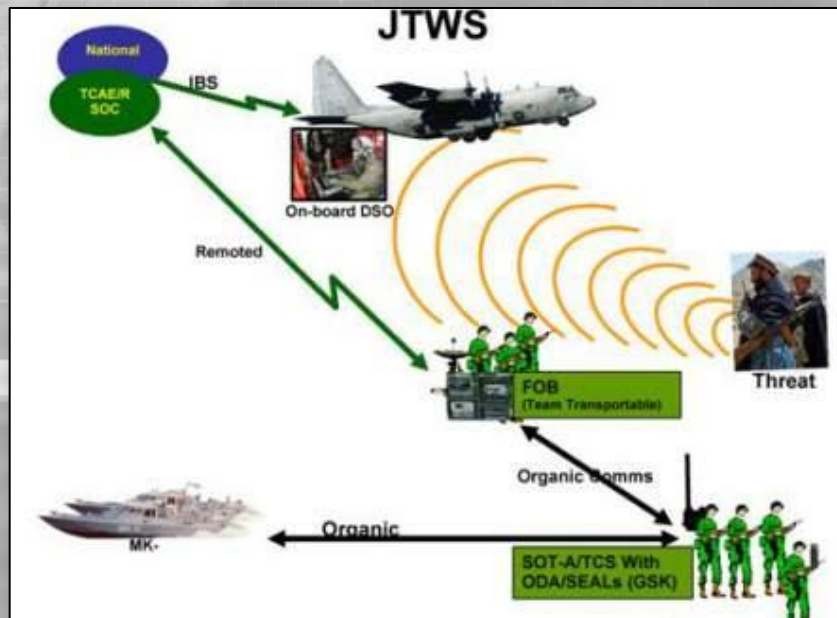 JTWS
National
TCAE/R
SOC
IBS
On-board DSO
Remoted
Threat
FOB
(Team Transportable)
Organic Comms
Organic
MK-
SOT-A/TCS With
ODA/SEALs (GSK)